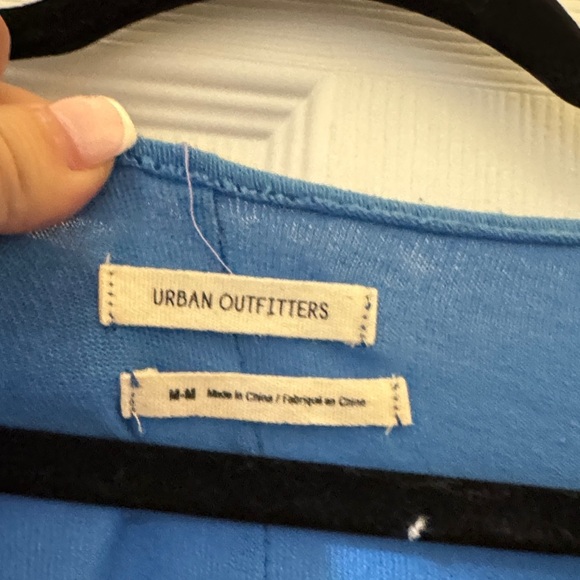 URBAN OUTFITTERS
M-M Made in China / Fabriqué en Chine